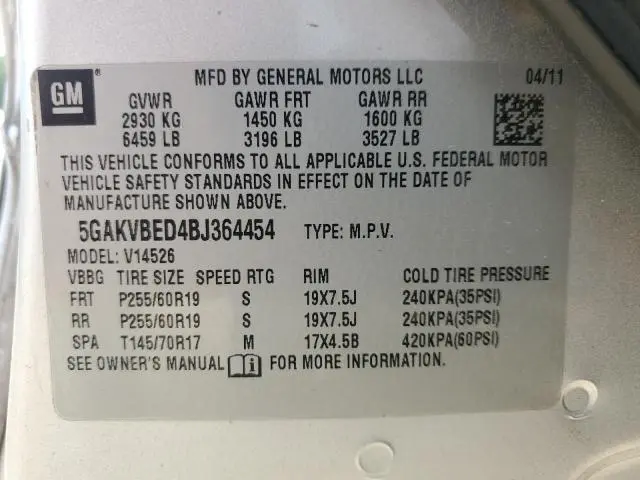 GM ® MFD BY GENERAL MOTORS LLC 04/11
GVWR GAWR FRT GAWR RR
2930 KG 1450 KG 1600 KG
6459 LB 3196 LB 3527 LB
THIS VEHICLE CONFORMS TO ALL APPLICABLE U.S. FEDERAL MOTOR
VEHICLE SAFETY STANDARDS IN EFFECT ON THE DATE OF
MANUFACTURE SHOWN ABOVE.
5GAKVBED4BJ364454 TYPE: M.P.V.
MODEL: V14526
VBBG TIRE SIZE SPEED RTG RIM COLD TIRE PRESSURE
FRT P255/60R19 S 19X7.5J 240KPA(35PSI)
RR P255/60R19 S 19X7.5J 240KPA(35PSI)
SPA T145/70R17 M 17X4.5B 420KPA(60PSI)
SEE OWNER'S MANUAL i FOR MORE INFORMATION.